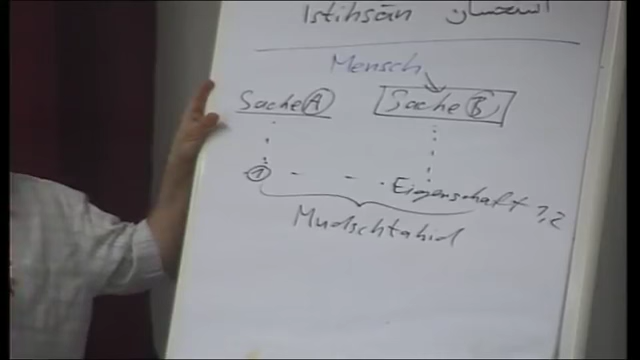 Istihsān استحسان
Mensch
Sache A Sache B
1 - - . Eigenschaft 1,2
Mudschtahid